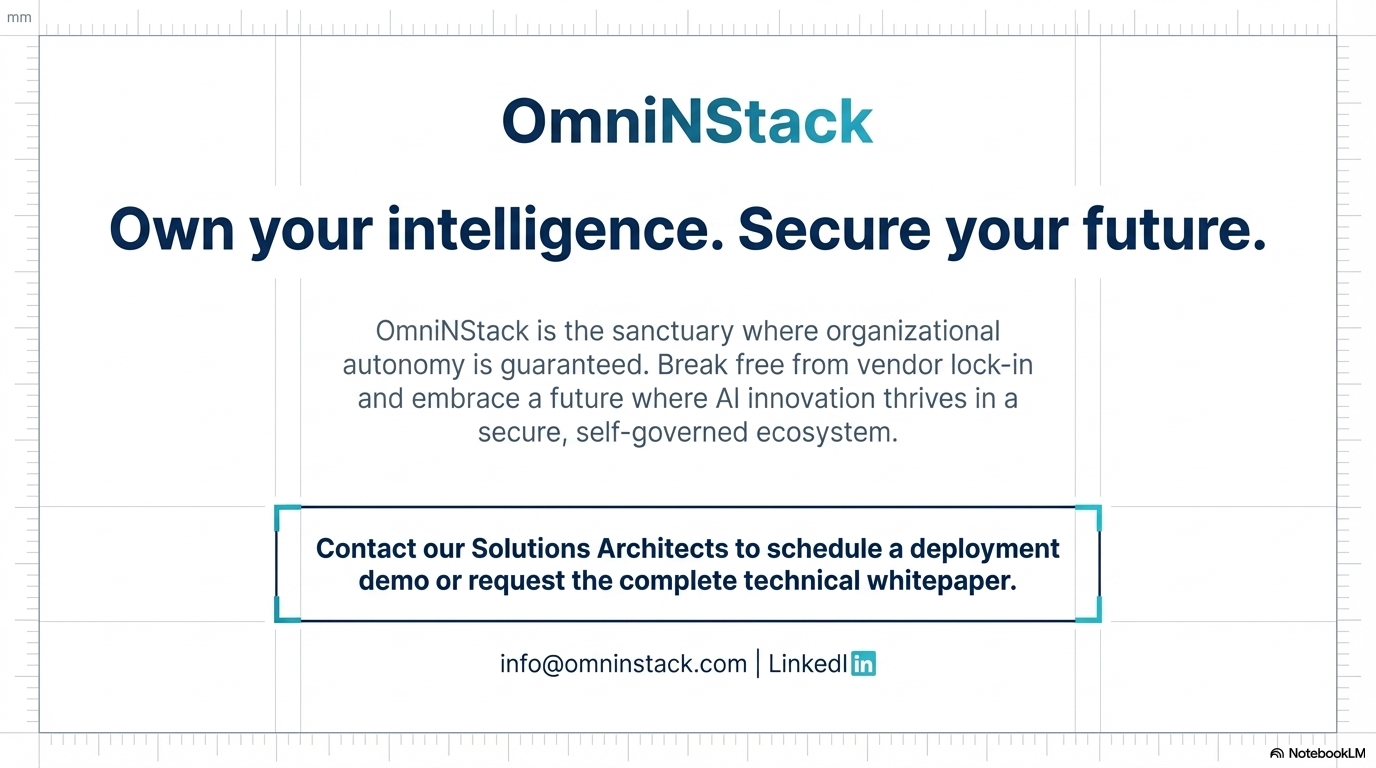 mm
OmniNStack
Own your intelligence. Secure your future.
OmniNStack is the sanctuary where organizational
autonomy is guaranteed. Break free from vendor lock-in
and embrace a future where AI innovation thrives in a
secure, self-governed ecosystem.
Contact our Solutions Architects to schedule a deployment
demo or request the complete technical whitepaper.
info@omninstack.com | LinkedI in
NotebookLM